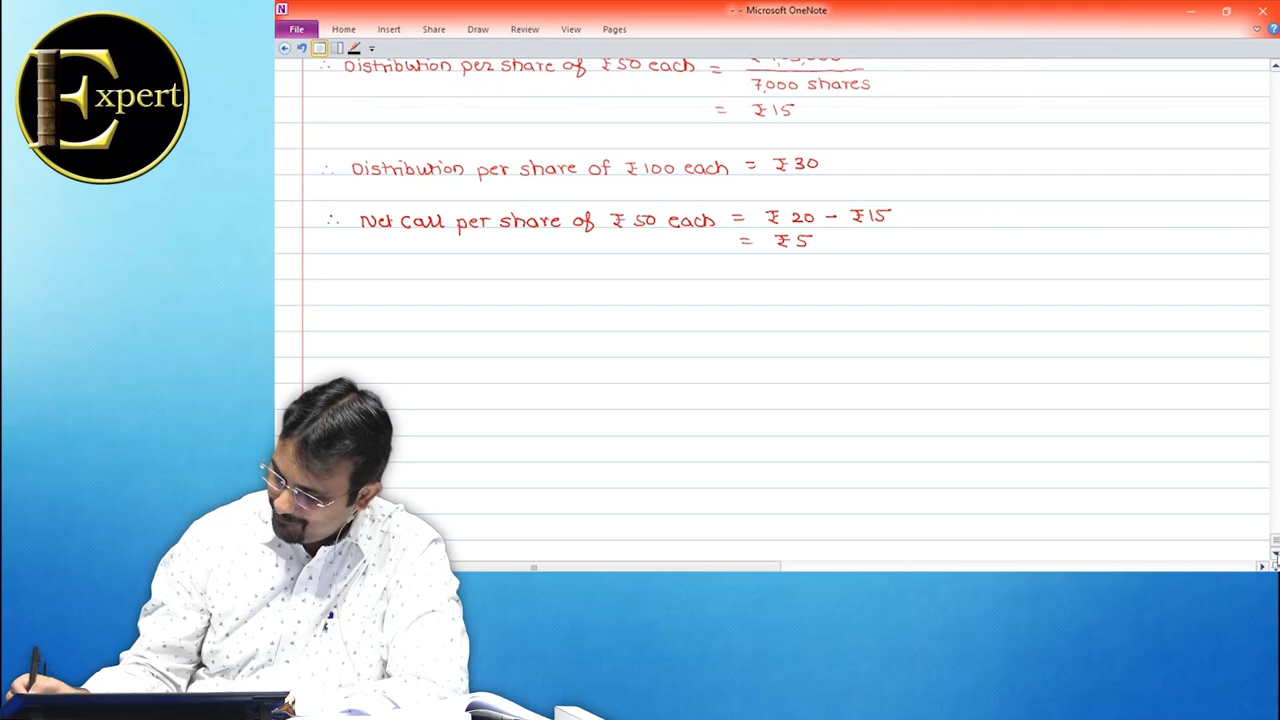 Expert
- - Microsoft OneNote
File Home Insert Share Draw Review View Pages
∴ Distribution per share of ₹50 each =
7,000 shares
= ₹15
∴ Distribution per share of ₹100 each = ₹30
∴ Net Call per share of ₹50 each = ₹20 - ₹15
= ₹5